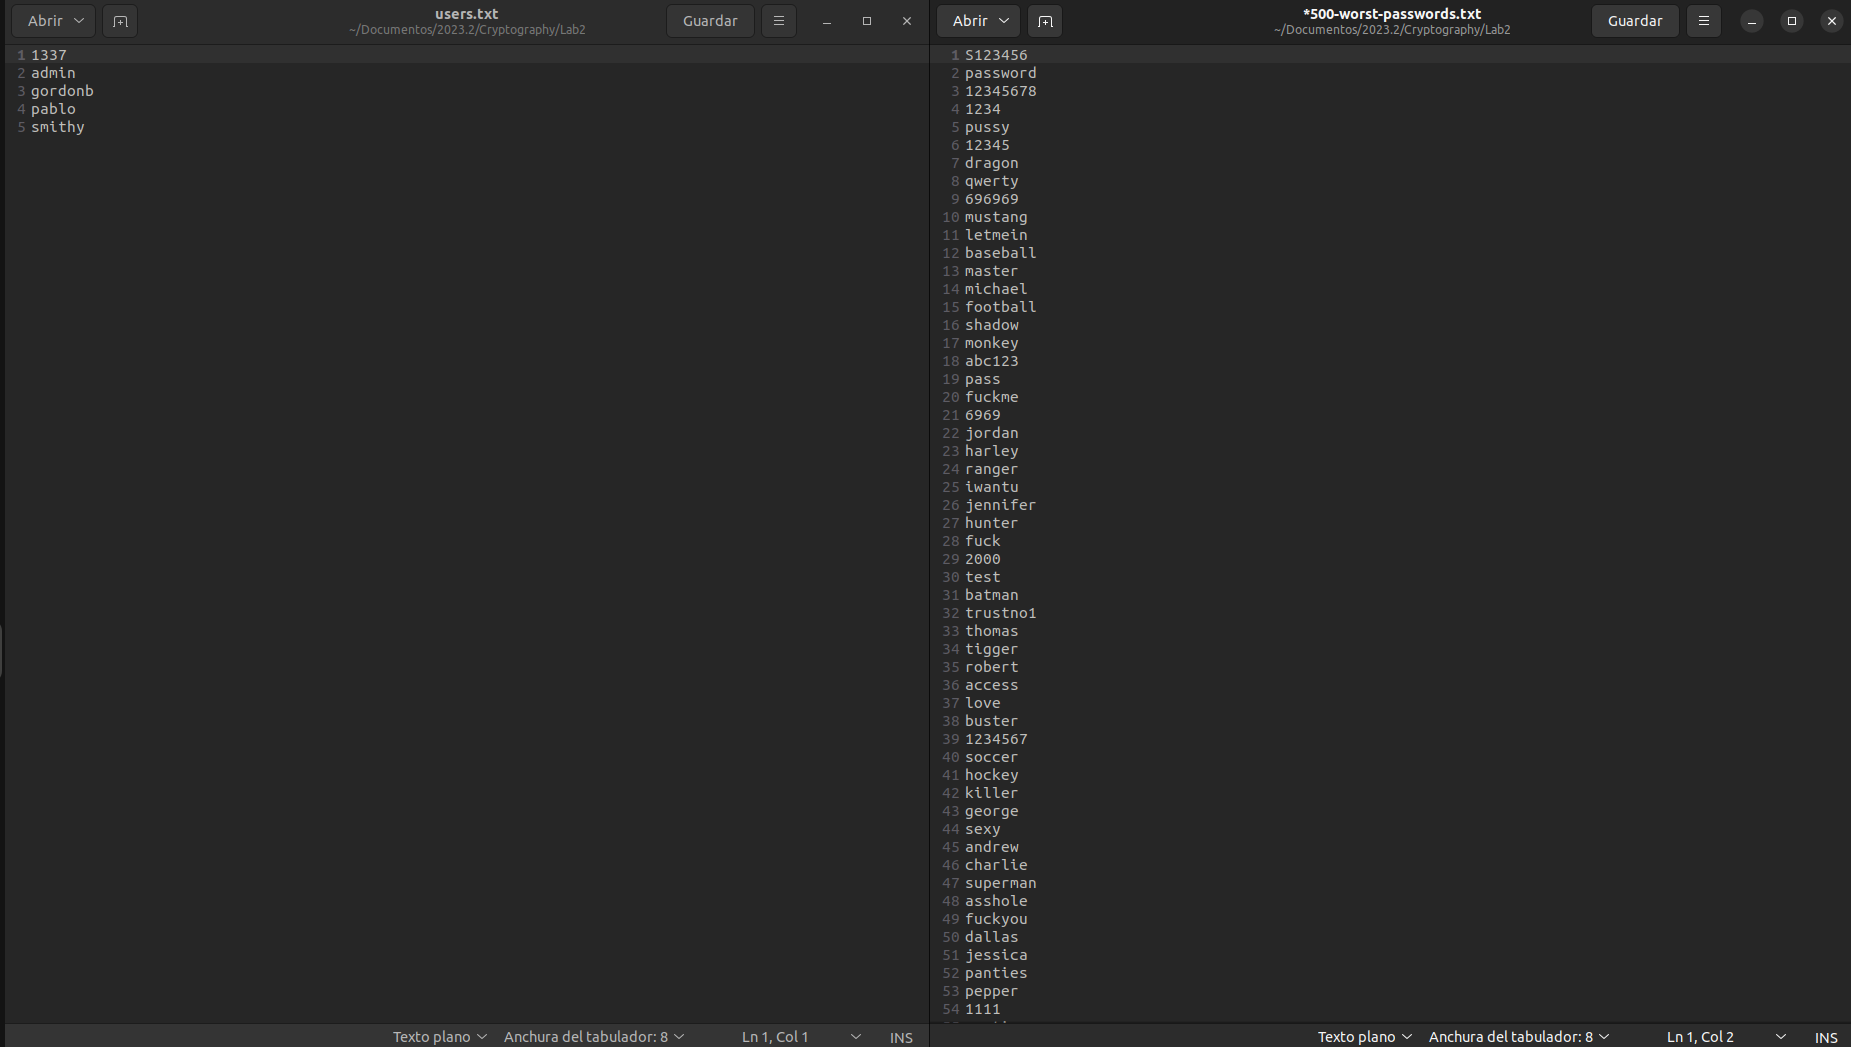 Abrir
users.txt
~/Documentos/2023.2/Cryptography/Lab2
Guardar
1 1337
2 admin
3 gordonb
4 pablo
5 smithy
Texto plano
Anchura del tabulador: 8
Ln 1, Col 1
INS
Abrir
*500-worst-passwords.txt
~/Documentos/2023.2/Cryptography/Lab2
Guardar
1 S123456
2 password
3 12345678
4 1234
5 pussy
6 12345
7 dragon
8 qwerty
9 696969
10 mustang
11 letmein
12 baseball
13 master
14 michael
15 football
16 shadow
17 monkey
18 abc123
19 pass
20 fuckme
21 6969
22 jordan
23 harley
24 ranger
25 iwantu
26 jennifer
27 hunter
28 fuck
29 2000
30 test
31 batman
32 trustno1
33 thomas
34 tigger
35 robert
36 access
37 love
38 buster
39 1234567
40 soccer
41 hockey
42 killer
43 george
44 sexy
45 andrew
46 charlie
47 superman
48 asshole
49 fuckyou
50 dallas
51 jessica
52 panties
53 pepper
54 1111
Texto plano
Anchura del tabulador: 8
Ln 1, Col 2
INS